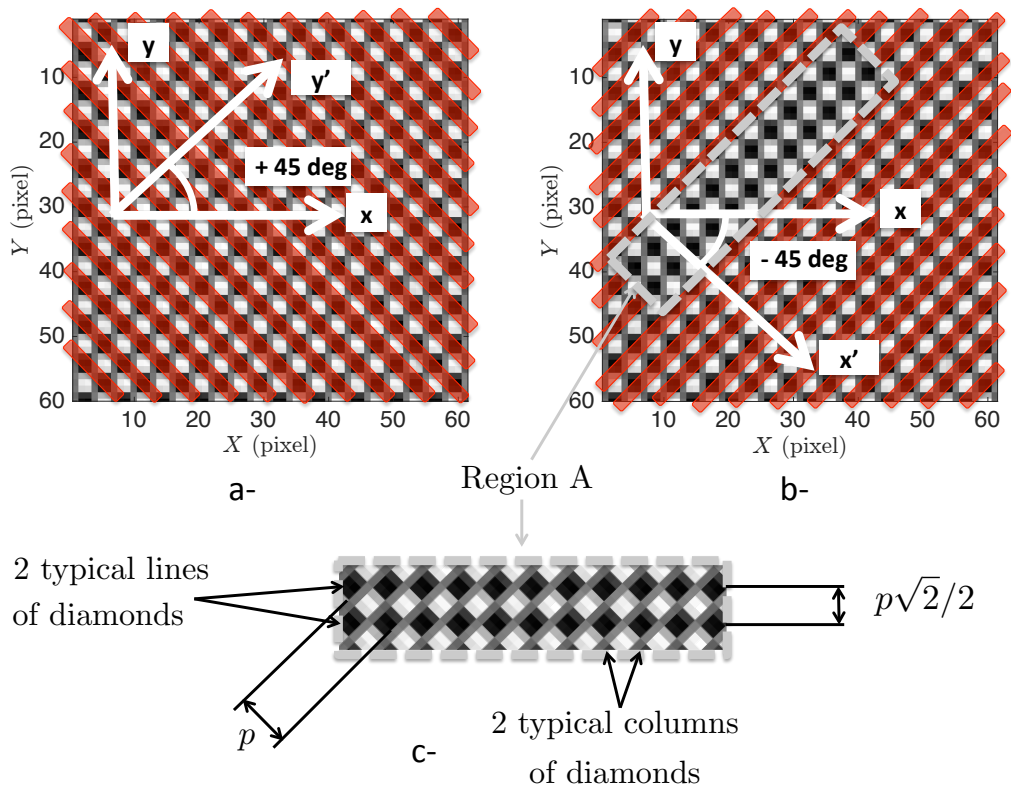 y
y'
+ 45 deg
x
10
20
30
40
50
60
Y (pixel)
10
20
30
40
50
60
X (pixel)
a-
y
x
- 45 deg
x'
10
20
30
40
50
60
Y (pixel)
10
20
30
40
50
60
X (pixel)
b-
Region A
2 typical lines
of diamonds
p√2/2
p
2 typical columns
of diamonds
c-